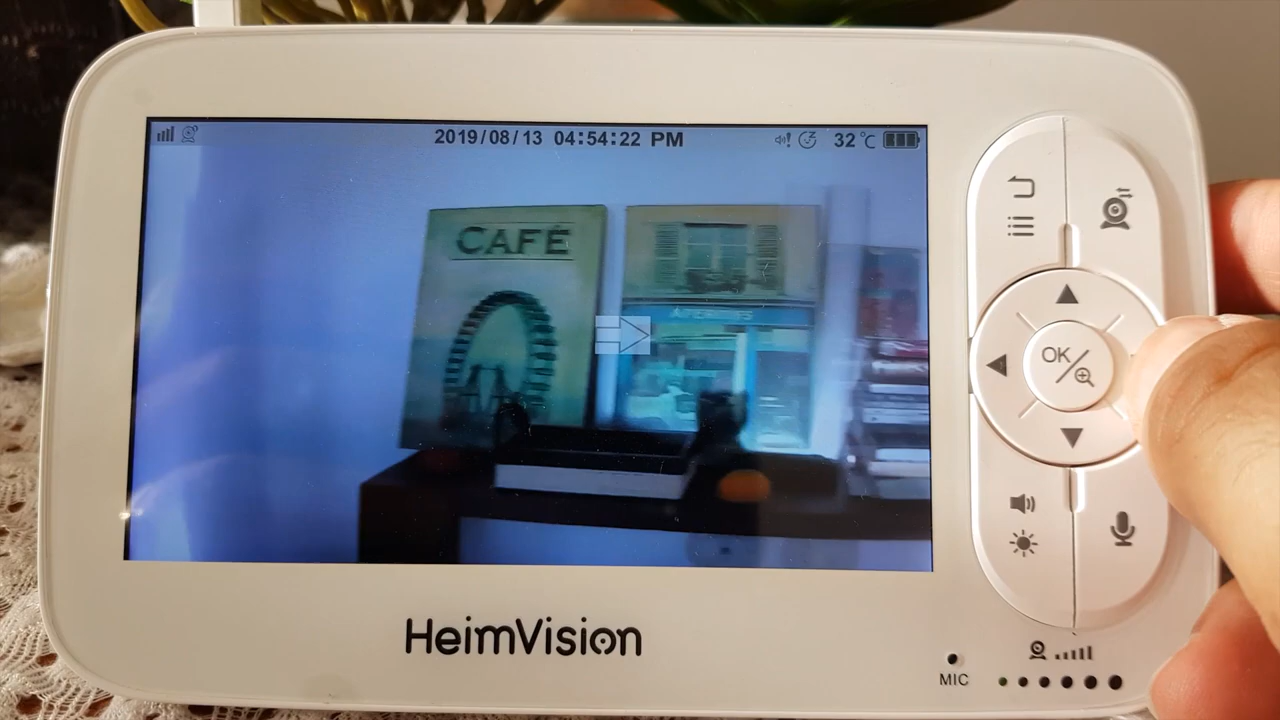 2019/08/13 04:54:22 PM
32°C
CAFÉ
OK/
HeimVision
MIC